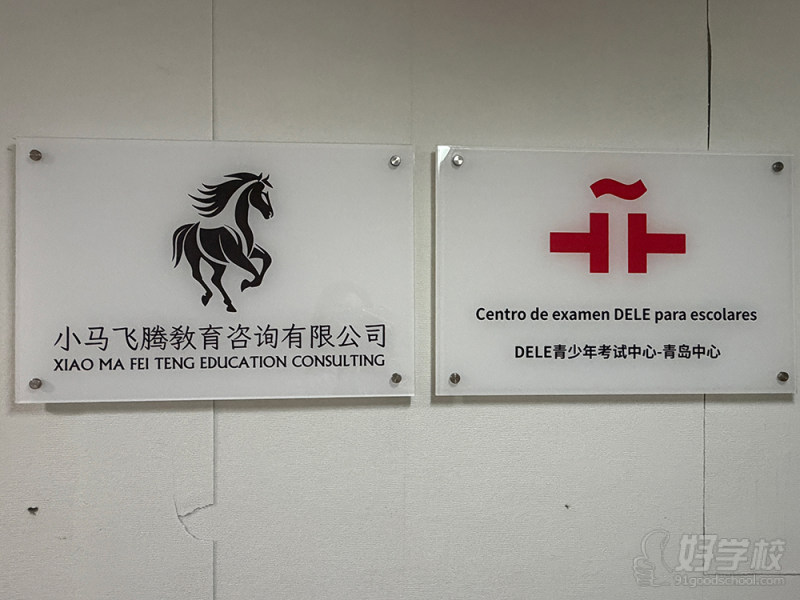 小马飞腾教育咨询有限公司
XIAO MA FEI TENG EDUCATION CONSULTING
Centro de examen DELE para escolares
DELE青少年考试中心-青岛中心
好学校
91goodschool.com